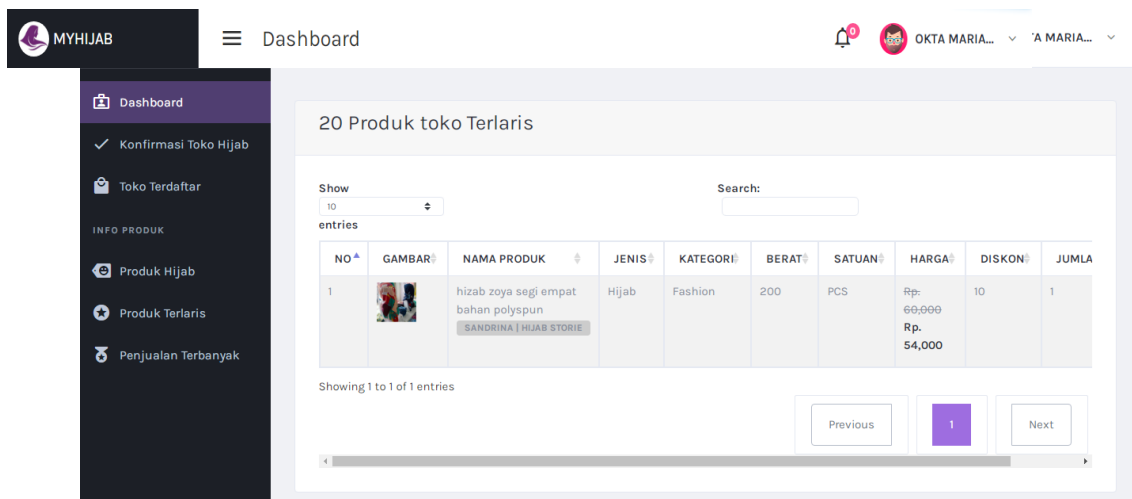 MYHIJAB
Dashboard
0
OKTA MARIA...
'A MARIA...
Dashboard
Konfirmasi Toko Hijab
Toko Terdaftar
INFO PRODUK
Produk Hijab
Produk Terlaris
Penjualan Terbanyak
20 Produk toko Terlaris
Show
10
entries
Search:
NO GAMBAR NAMA PRODUK JENIS KATEGORI BERAT SATUAN HARGA DISKON JUMLA
1 hizab zoya segi empat Hijab Fashion 200 PCS Rp. 10 1
bahan polyspun 60,000
SANDRINA | HIJAB STORIE Rp.
54,000
Showing 1 to 1 of 1 entries
Previous 1 Next